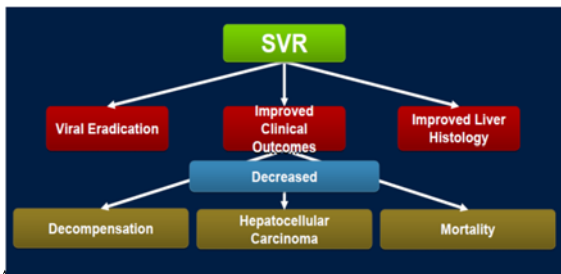 SVR
Viral Eradication
Improved
Clinical
Outcomes
Improved Liver
Histology
Decreased
Decompensation
Hepatocellular
Carcinoma
Mortality